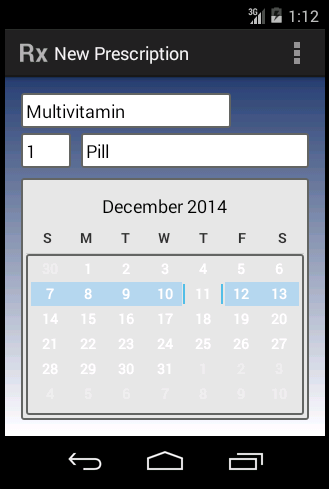 3G 1:12
Rx New Prescription
Multivitamin
1 Pill
December 2014
S M T W T F S
30 1 2 3 4 5 6
7 8 9 10 11 12 13
14 15 16 17 18 19 20
21 22 23 24 25 26 27
28 29 30 31 1 2 3
4 5 6 7 8 9 10